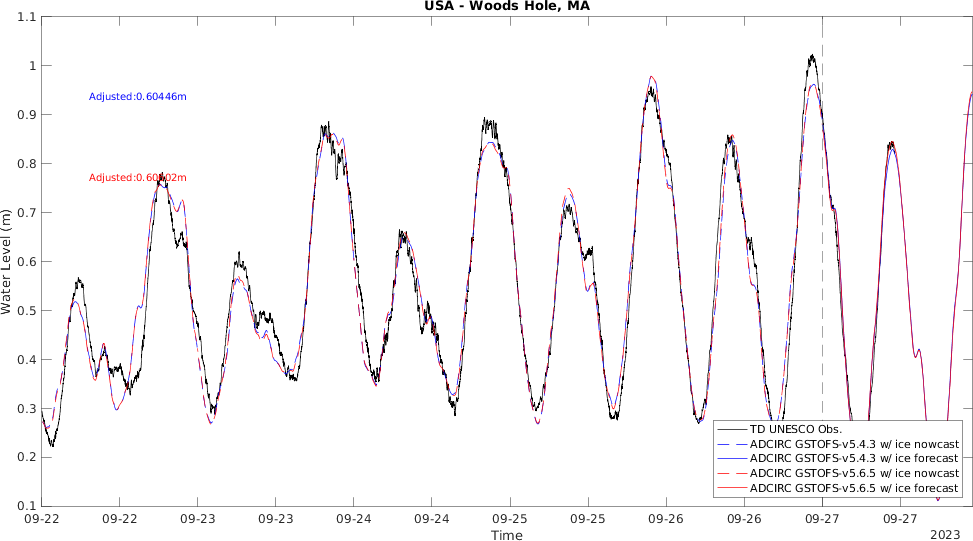 USA - Woods Hole, MA
1.1
1
0.9
0.8
0.7
0.6
0.5
0.4
0.3
0.2
0.1
Water Level (m)
Adjusted:0.60446m
TD UNESCO Obs.
ADCIRC GSTOFS-v5.4.3 w/ ice nowcast
ADCIRC GSTOFS-v5.4.3 w/ ice forecast
ADCIRC GSTOFS-v5.6.5 w/ ice nowcast
ADCIRC GSTOFS-v5.6.5 w/ ice forecast
09-22 09-22 09-23 09-23 09-24 09-24 09-25 09-25 09-26 09-26 09-27 09-27
Time
2023